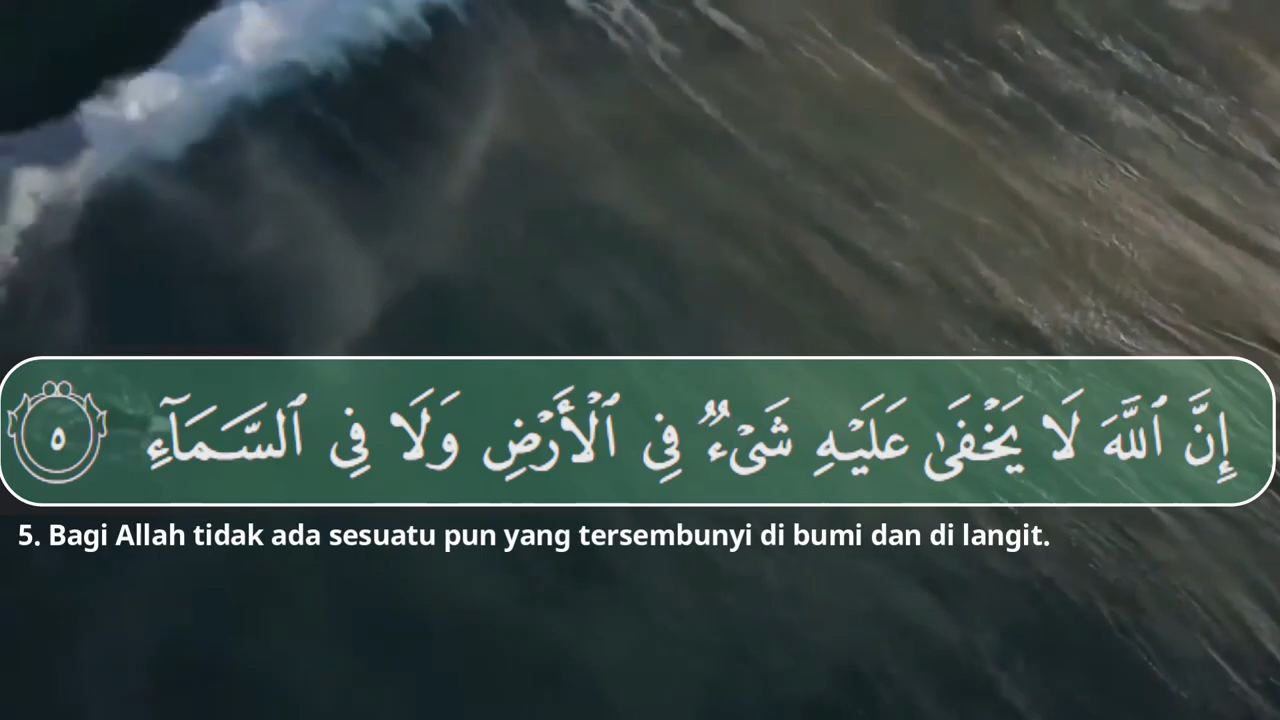 إِنَّ ٱللَّهَ لَا يَخْفَىٰ عَلَيْهِ شَىْءٌ فِى ٱلْأَرْضِ وَلَا فِى ٱلسَّمَآءِ ٥
5. Bagi Allah tidak ada sesuatu pun yang tersembunyi di bumi dan di langit.